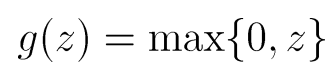 g(z) = max{0, z}